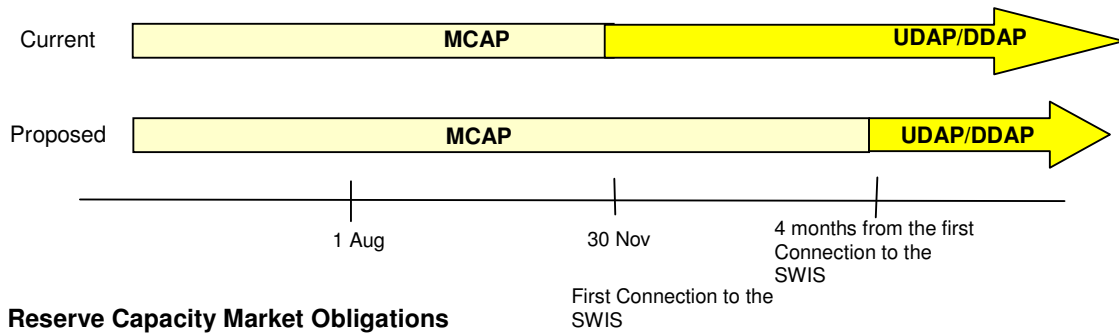 Current
MCAP
UDAP/DDAP
Proposed
MCAP
UDAP/DDAP
1 Aug
30 Nov
4 months from the first
Connection to the
SWIS
First Connection to the
SWIS
Reserve Capacity Market Obligations